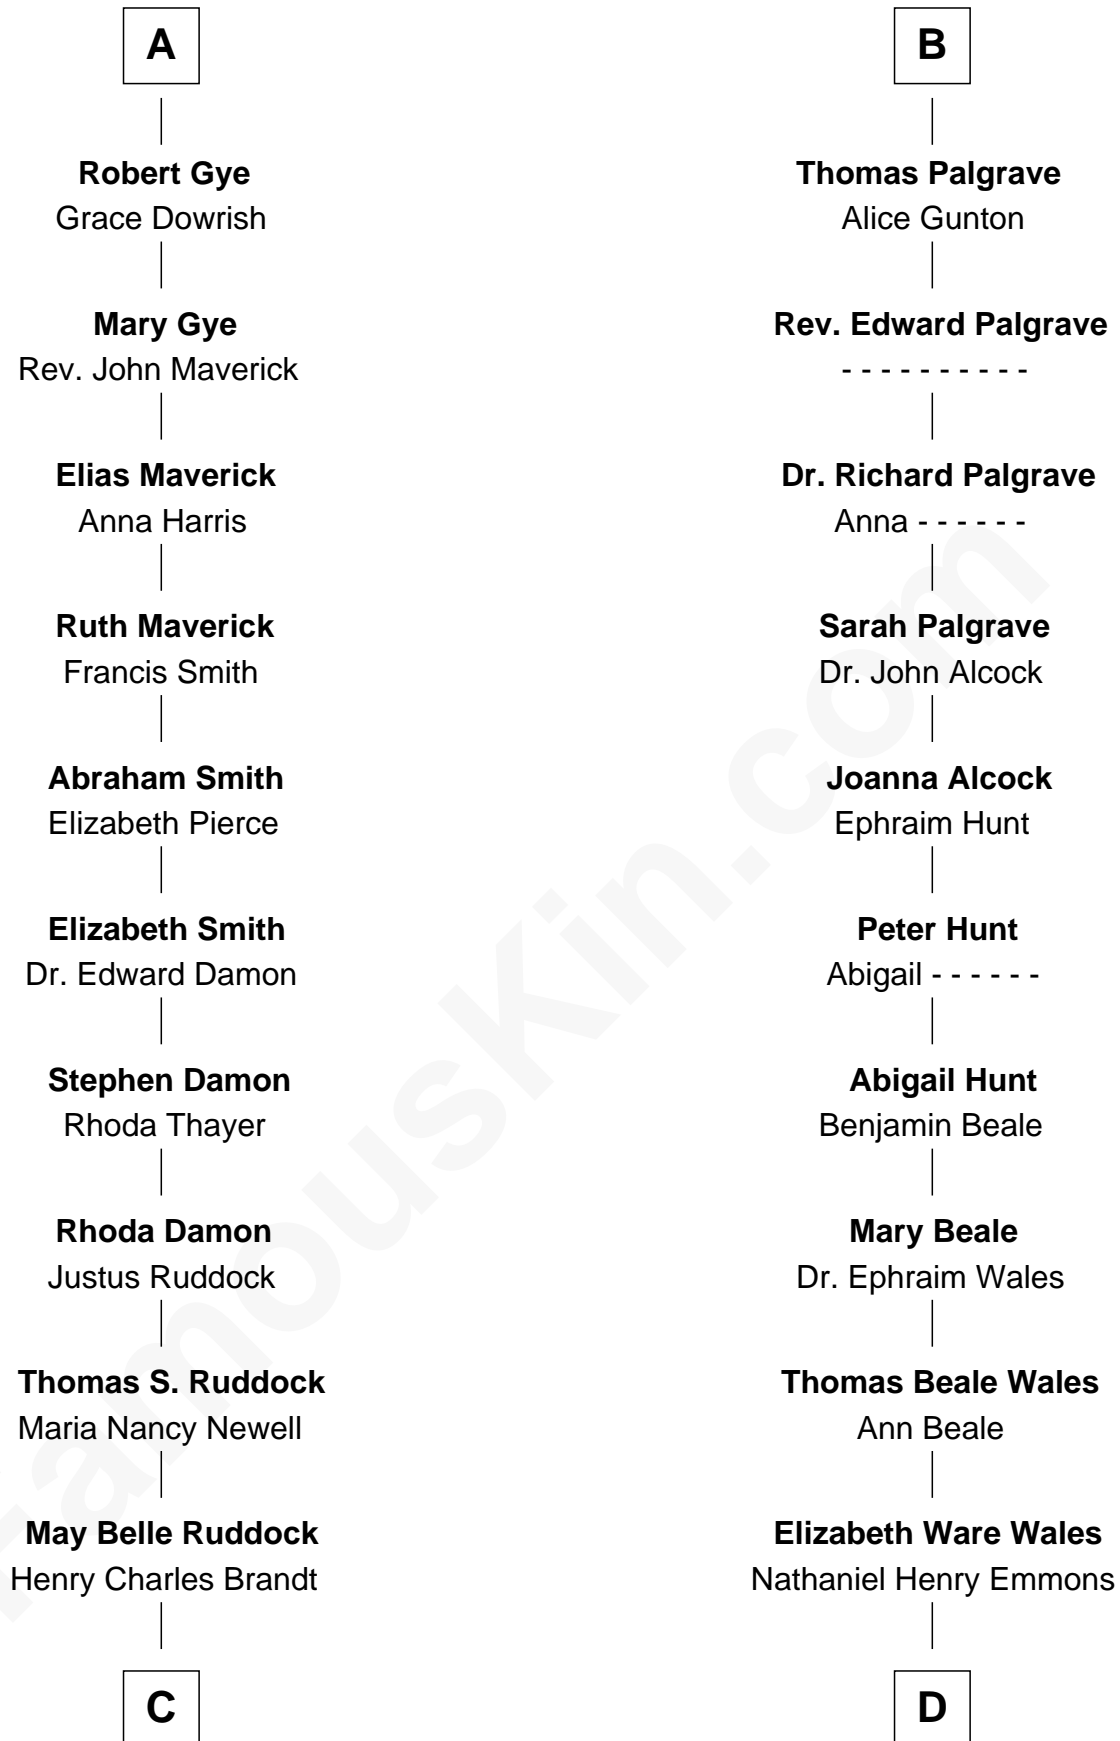 A
Robert Gye
Grace Dowrish
Mary Gye
Rev. John Maverick
Elias Maverick
Anna Harris
Ruth Maverick
Francis Smith
Abraham Smith
Elizabeth Pierce
Elizabeth Smith
Dr. Edward Damon
Stephen Damon
Rhoda Thayer
Rhoda Damon
Justus Ruddock
Thomas S. Ruddock
Maria Nancy Newell
May Belle Ruddock
Henry Charles Brandt
C
B
Thomas Palgrave
Alice Gunton
Rev. Edward Palgrave
- - - - - - - - - -
Dr. Richard Palgrave
Anna - - - - - -
Sarah Palgrave
Dr. John Alcock
Joanna Alcock
Ephraim Hunt
Peter Hunt
Abigail - - - - - -
Abigail Hunt
Benjamin Beale
Mary Beale
Dr. Ephraim Wales
Thomas Beale Wales
Ann Beale
Elizabeth Ware Wales
Nathaniel Henry Emmons
D
FamousKin.com